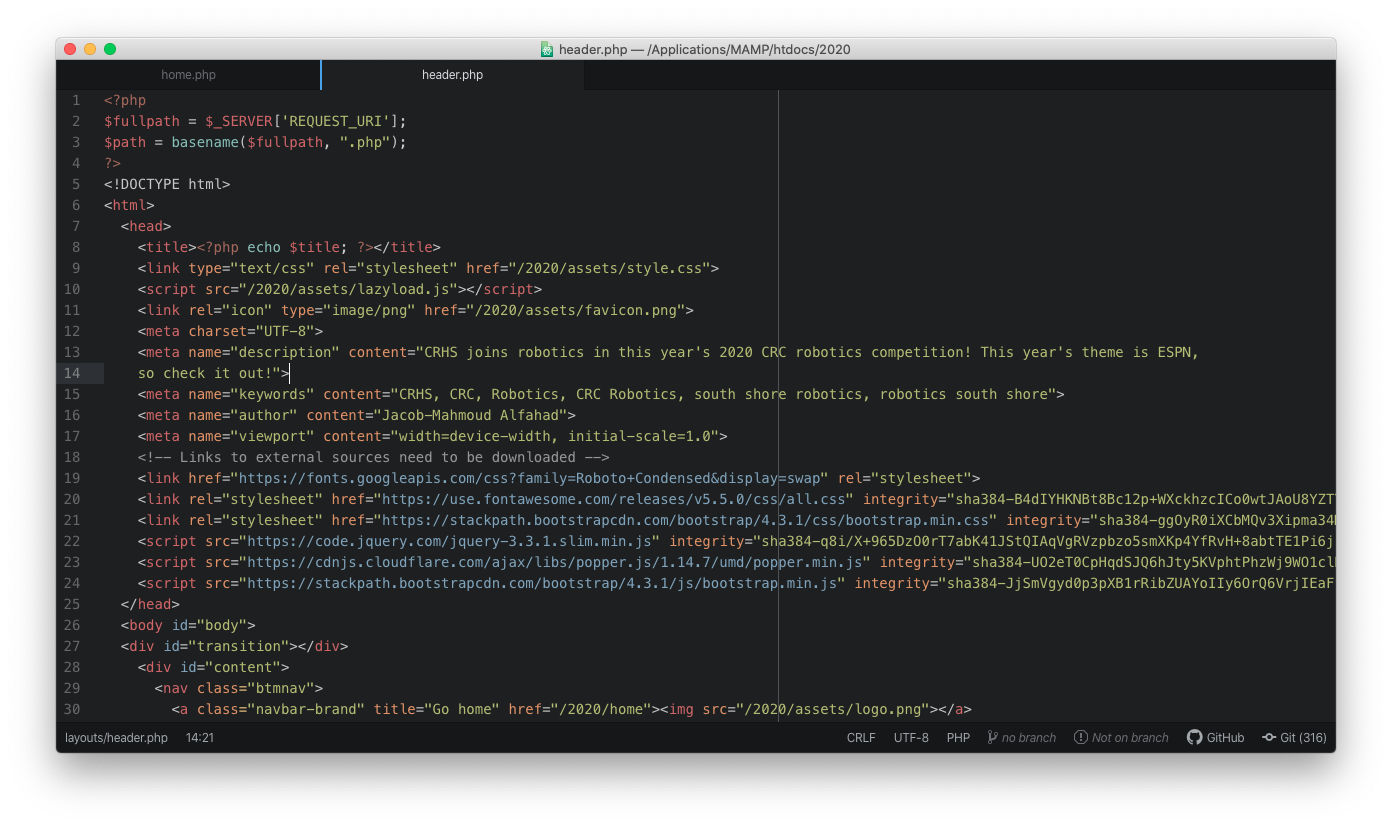 header.php — /Applications/MAMP/htdocs/2020
home.php
header.php
1 <?php
2 $fullpath = $_SERVER['REQUEST_URI'];
3 $path = basename($fullpath, ".php");
4 ?>
5 <!DOCTYPE html>
6 <html>
7 <head>
8 <title><?php echo $title; ?></title>
9 <link type="text/css" rel="stylesheet" href="/2020/assets/style.css">
10 <script src="/2020/assets/lazyload.js"></script>
11 <link rel="icon" type="image/png" href="/2020/assets/favicon.png">
12 <meta charset="UTF-8">
13 <meta name="description" content="CRHS joins robotics in this year's 2020 CRC robotics competition! This year's theme is ESPN,
14 so check it out!">
15 <meta name="keywords" content="CRHS, CRC, Robotics, CRC Robotics, south shore robotics, robotics south shore">
16 <meta name="author" content="Jacob-Mahmoud Alfahad">
17 <meta name="viewport" content="width=device-width, initial-scale=1.0">
18 <!-- Links to external sources need to be downloaded -->
19 <link href="https://fonts.googleapis.com/css?family=Roboto+Condensed&display=swap" rel="stylesheet">
20 <link rel="stylesheet" href="https://use.fontawesome.com/releases/v5.5.0/css/all.css" integrity="sha384-B4dIYHKNBt8Bc12p+WXckhzcICo0wtJAoU8YZT
21 <link rel="stylesheet" href="https://stackpath.bootstrapcdn.com/bootstrap/4.3.1/css/bootstrap.min.css" integrity="sha384-ggOyR0iXCbMQv3Xipma34
22 <script src="https://code.jquery.com/jquery-3.3.1.slim.min.js" integrity="sha384-q8i/X+965DzO0rT7abK41JStQIAqVgRVzpbzo5smXKp4YfRvH+8abtTE1Pi6j
23 <script src="https://cdnjs.cloudflare.com/ajax/libs/popper.js/1.14.7/umd/popper.min.js" integrity="sha384-UO2eT0CpHqdSJQ6hJty5KVphtPhzWj9WO1cl
24 <script src="https://stackpath.bootstrapcdn.com/bootstrap/4.3.1/js/bootstrap.min.js" integrity="sha384-JjSmVgyd0p3pXB1rRibZUAYoIIy6OrQ6VrjIEaF
25 </head>
26 <body id="body">
27 <div id="transition"></div>
28 <div id="content">
29 <nav class="btmnav">
30 <a class="navbar-brand" title="Go home" href="/2020/home"><img src="/2020/assets/logo.png"></a>
layouts/header.php 14:21 CRLF UTF-8 PHP no branch Not on branch GitHub Git (316)